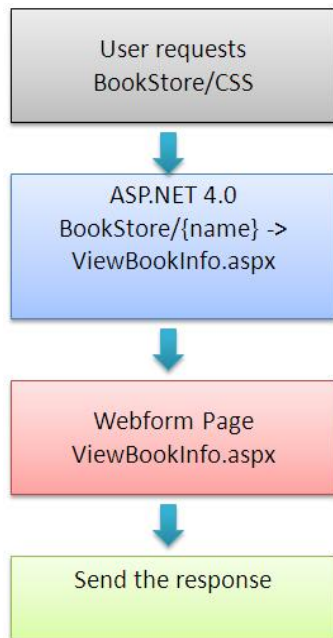 User requests
BookStore/CSS
ASP.NET 4.0
BookStore/{name} ->
ViewBookInfo.aspx
Webform Page
ViewBookInfo.aspx
Send the response